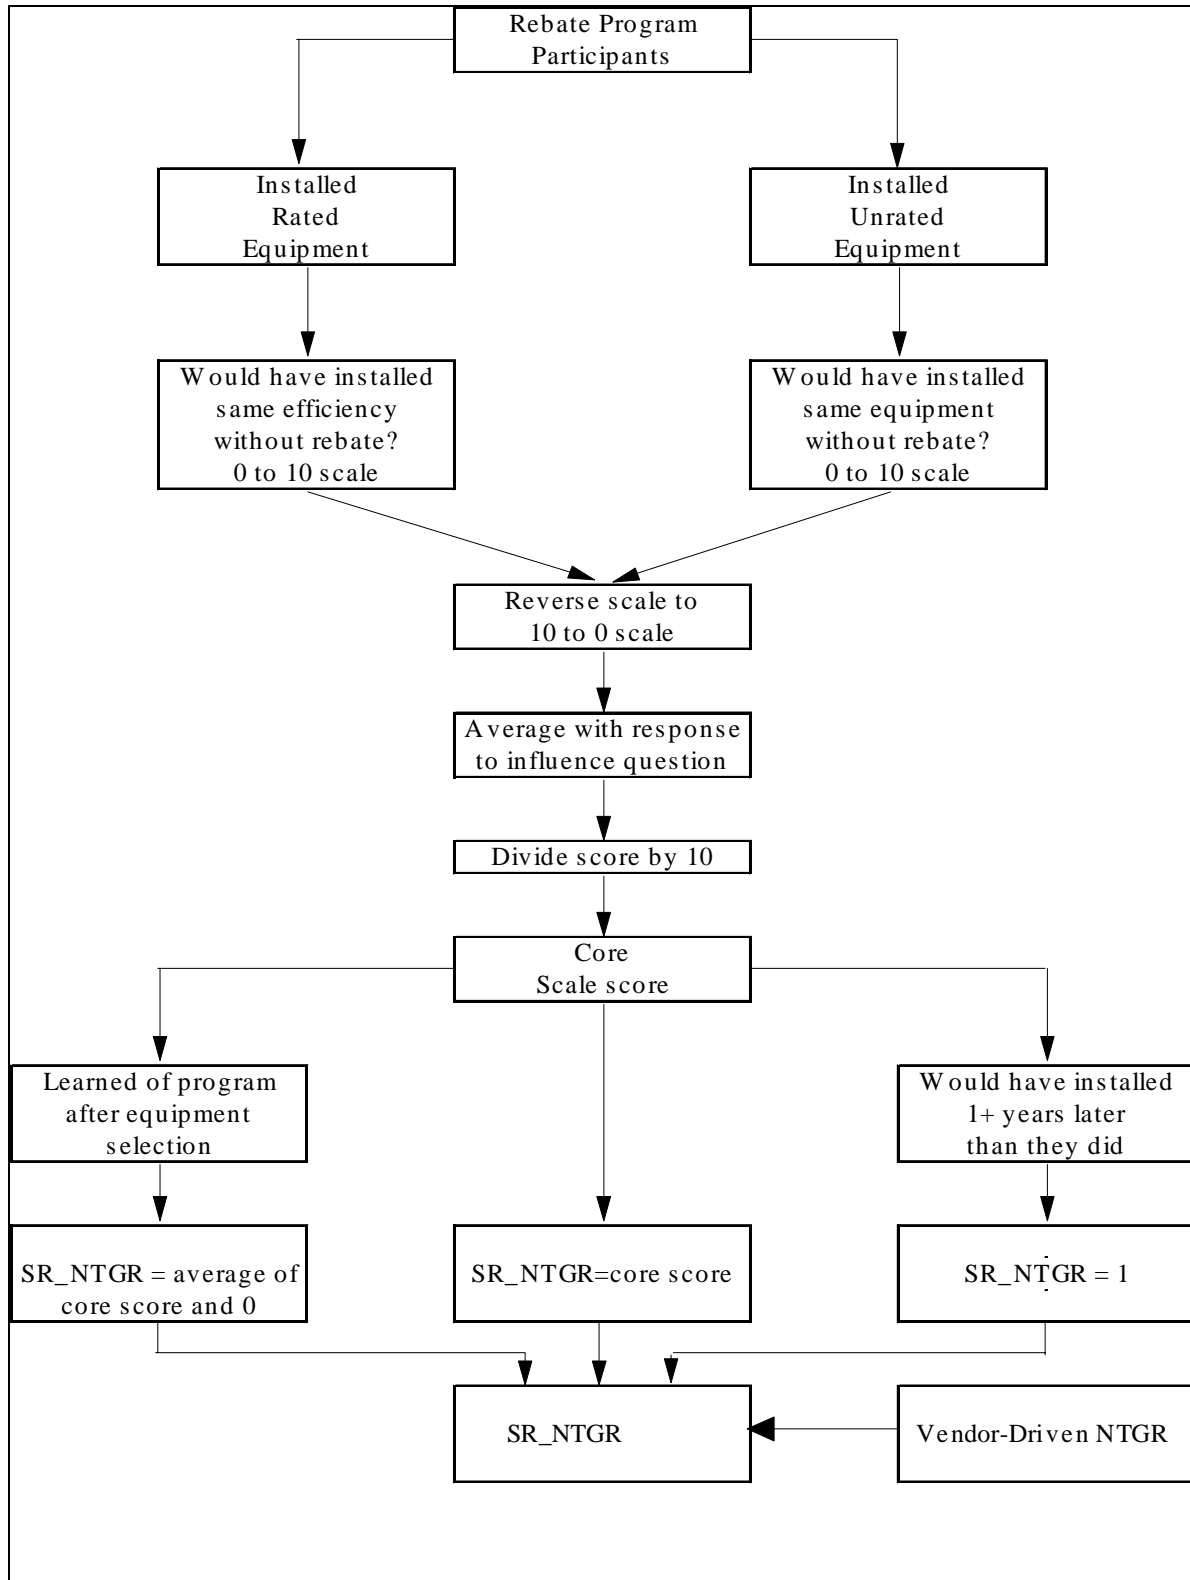 Rebate Program
Participants
Installed
Rated
Equipment
Installed
Unrated
Equipment
Would have installed
same efficiency
without rebate?
0 to 10 scale
Would have installed
same equipment
without rebate?
0 to 10 scale
Reverse scale to
10 to 0 scale
Average with response
to influence question
Divide score by 10
Core
Scale score
Learned of program
after equipment
selection
Would have installed
1+ years later
than they did
SR_NTGR = average of
core score and 0
SR_NTGR=core score
SR_NTGR = 1
SR_NTGR
Vendor-Driven NTGR